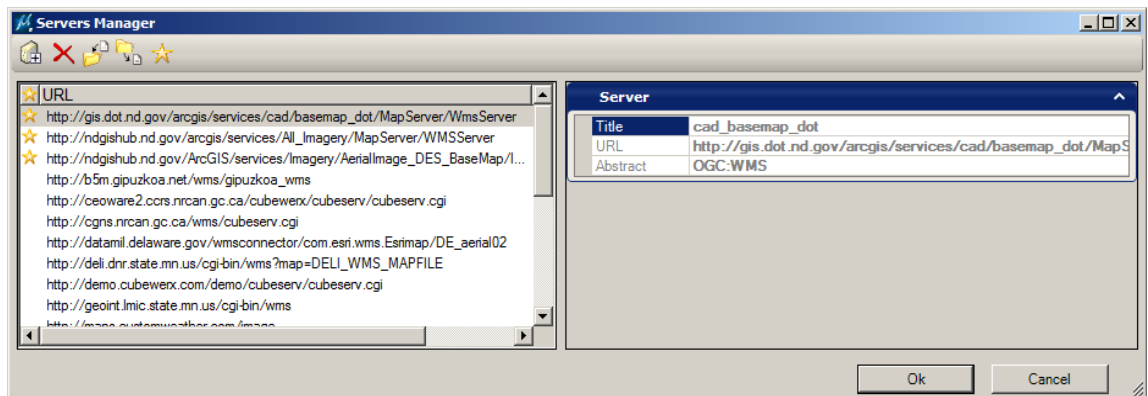 Servers Manager
URL
http://gis.dot.nd.gov/arcgis/services/cad/basemap_dot/MapServer/WmsServer
http://ndgishub.nd.gov/arcgis/services/All_Imagery/MapServer/WMSServer
http://ndgishub.nd.gov/ArcGIS/services/Imagery/AerialImage_DES_BaseMap/I...
http://b5m.gipuzkoa.net/wms/gipuzkoa_wms
http://ceoware2.ccrs.nrcan.gc.ca/cubewerx/cubeserv/cubeserv.cgi
http://cgns.nrcan.gc.ca/wms/cubeserv.cgi
http://datamil.delaware.gov/wmsconnector/com.esri.wms.Esrimap/DE_aerial02
http://deli.dnr.state.mn.us/cgi-bin/wms?map=DELI_WMS_MAPFILE
http://demo.cubewerx.com/demo/cubeserv/cubeserv.cgi
http://geoint.lmic.state.mn.us/cgi-bin/wms
http://maps.customweather.com/image
Server
Title cad_basemap_dot
URL http://gis.dot.nd.gov/arcgis/services/cad/basemap_dot/MapS
Abstract OGC:WMS
Ok Cancel